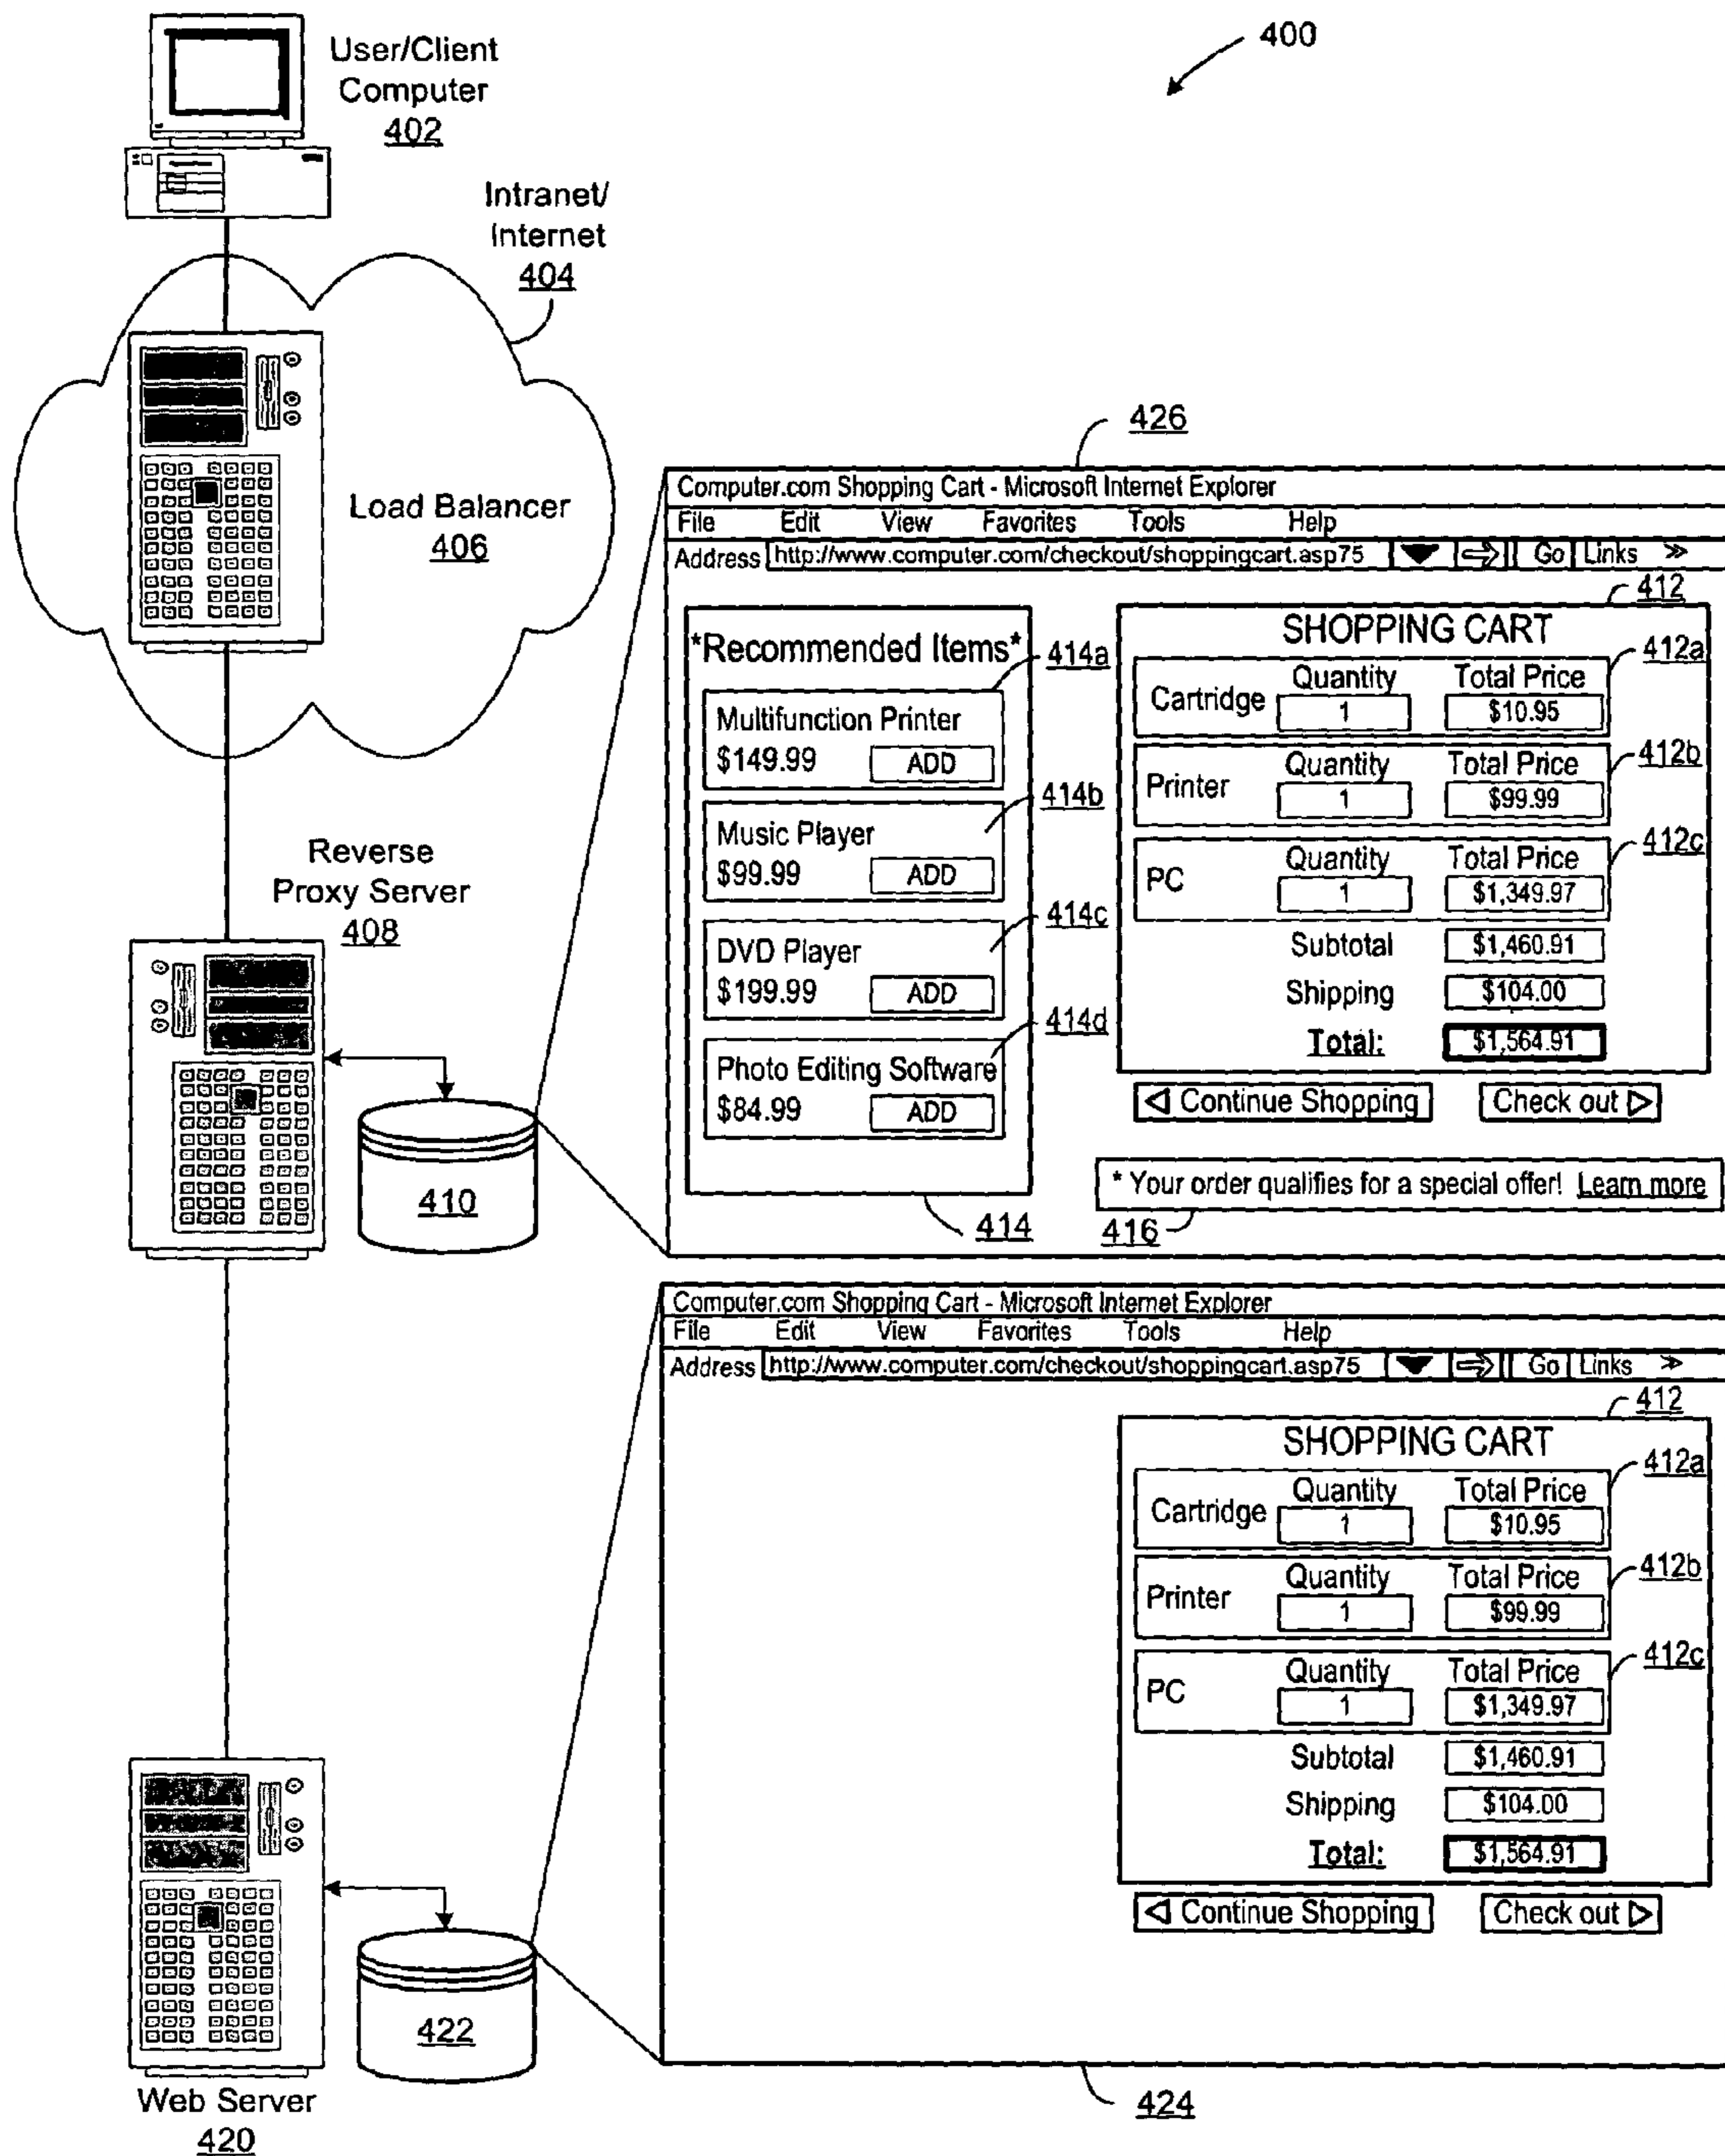 400
User/Client
Computer
402
Intranet/
Internet
404
Load Balancer
406
Reverse
Proxy Server
408
410
426
Computer.com Shopping Cart - Microsoft Internet Explorer
File Edit View Favorites Tools Help
Address http://www.computer.com/checkout/shoppingcart.asp75 Go Links >>
*Recommended Items*
414a
Multifunction Printer
$149.99 ADD
414b
Music Player
$99.99 ADD
414c
DVD Player
$199.99 ADD
414d
Photo Editing Software
$84.99 ADD
414
412
SHOPPING CART
412a
Quantity Total Price
Cartridge 1 $10.95
412b
Quantity Total Price
Printer 1 $99.99
412c
Quantity Total Price
PC 1 $1,349.97
Subtotal $1,460.91
Shipping $104.00
Total: $1,564.91
Continue Shopping Check out
* Your order qualifies for a special offer! Learn more
416
Computer.com Shopping Cart - Microsoft Internet Explorer
File Edit View Favorites Tools Help
Address http://www.computer.com/checkout/shoppingcart.asp75 Go Links >>
412
SHOPPING CART
412a
Quantity Total Price
Cartridge 1 $10.95
412b
Quantity Total Price
Printer 1 $99.99
412c
Quantity Total Price
PC 1 $1,349.97
Subtotal $1,460.91
Shipping $104.00
Total: $1,564.91
Continue Shopping Check out
422
424
Web Server
420